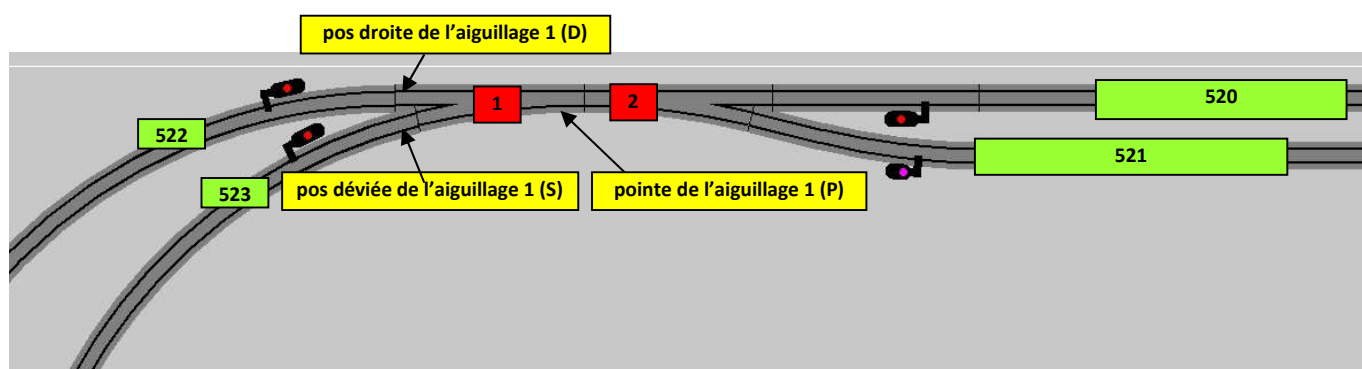 pos droite de l’aiguillage 1 (D)
1
2
520
522
521
523
pos déviée de l’aiguillage 1 (S)
pointe de l’aiguillage 1 (P)